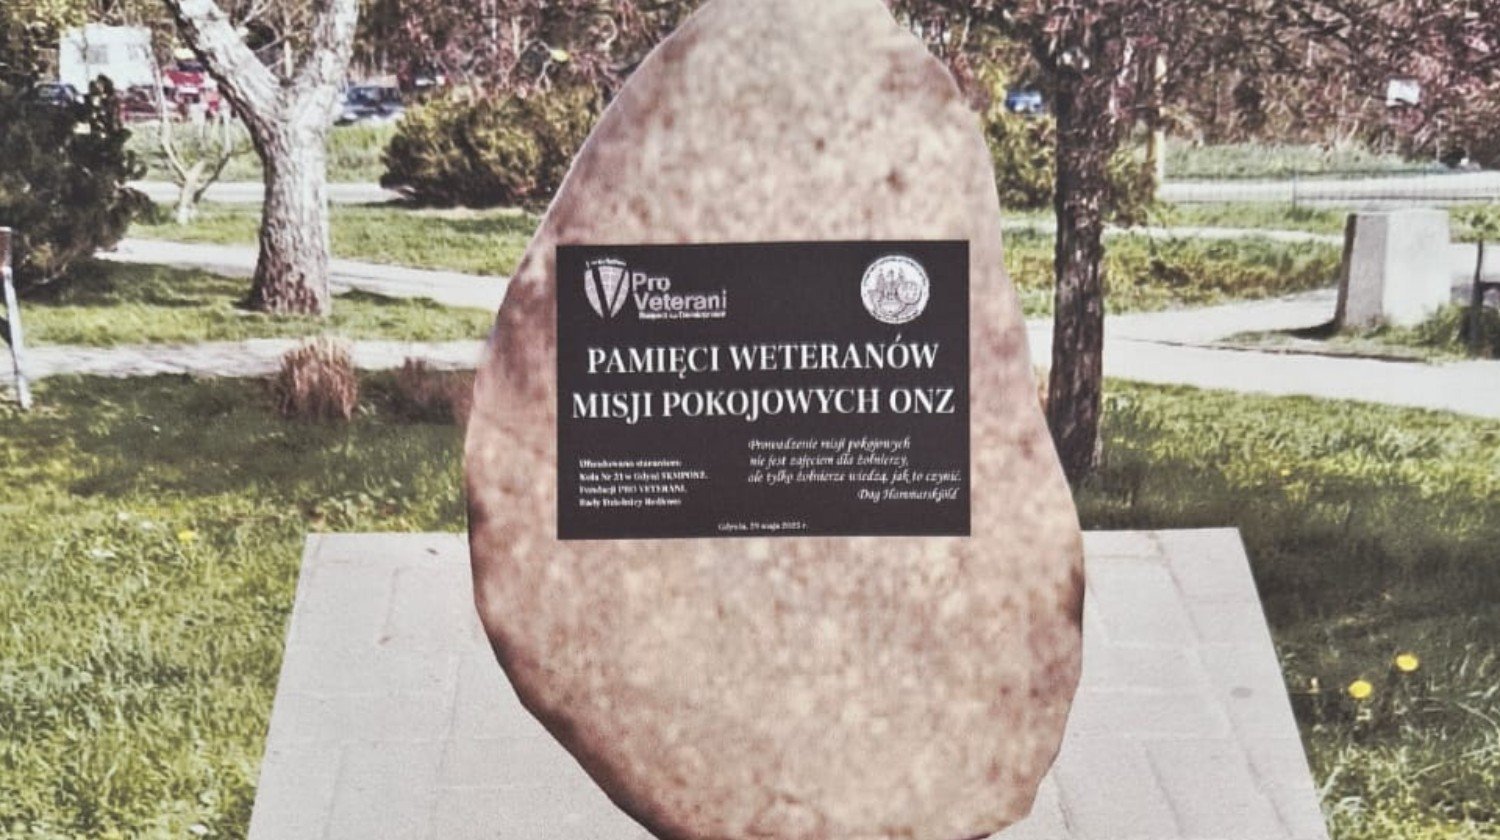 Pro
Veterani
PAMIĘCI WETERANÓW
MISJI POKOJOWYCH ONZ
Prowadzenie misji pokojowych
nie jest zajęciem dla żołnierzy,
ale tylko żołnierze wiedzą, jak to czynić.
Dag Hammarskjöld
Ufundowano staraniem:
Koła Nr 21 w Gdyni SKMPONZ,
Fundacji PRO VETERANI,
Rady Dzielnicy Redłowo
Gdynia, 29 maja 2025 r.